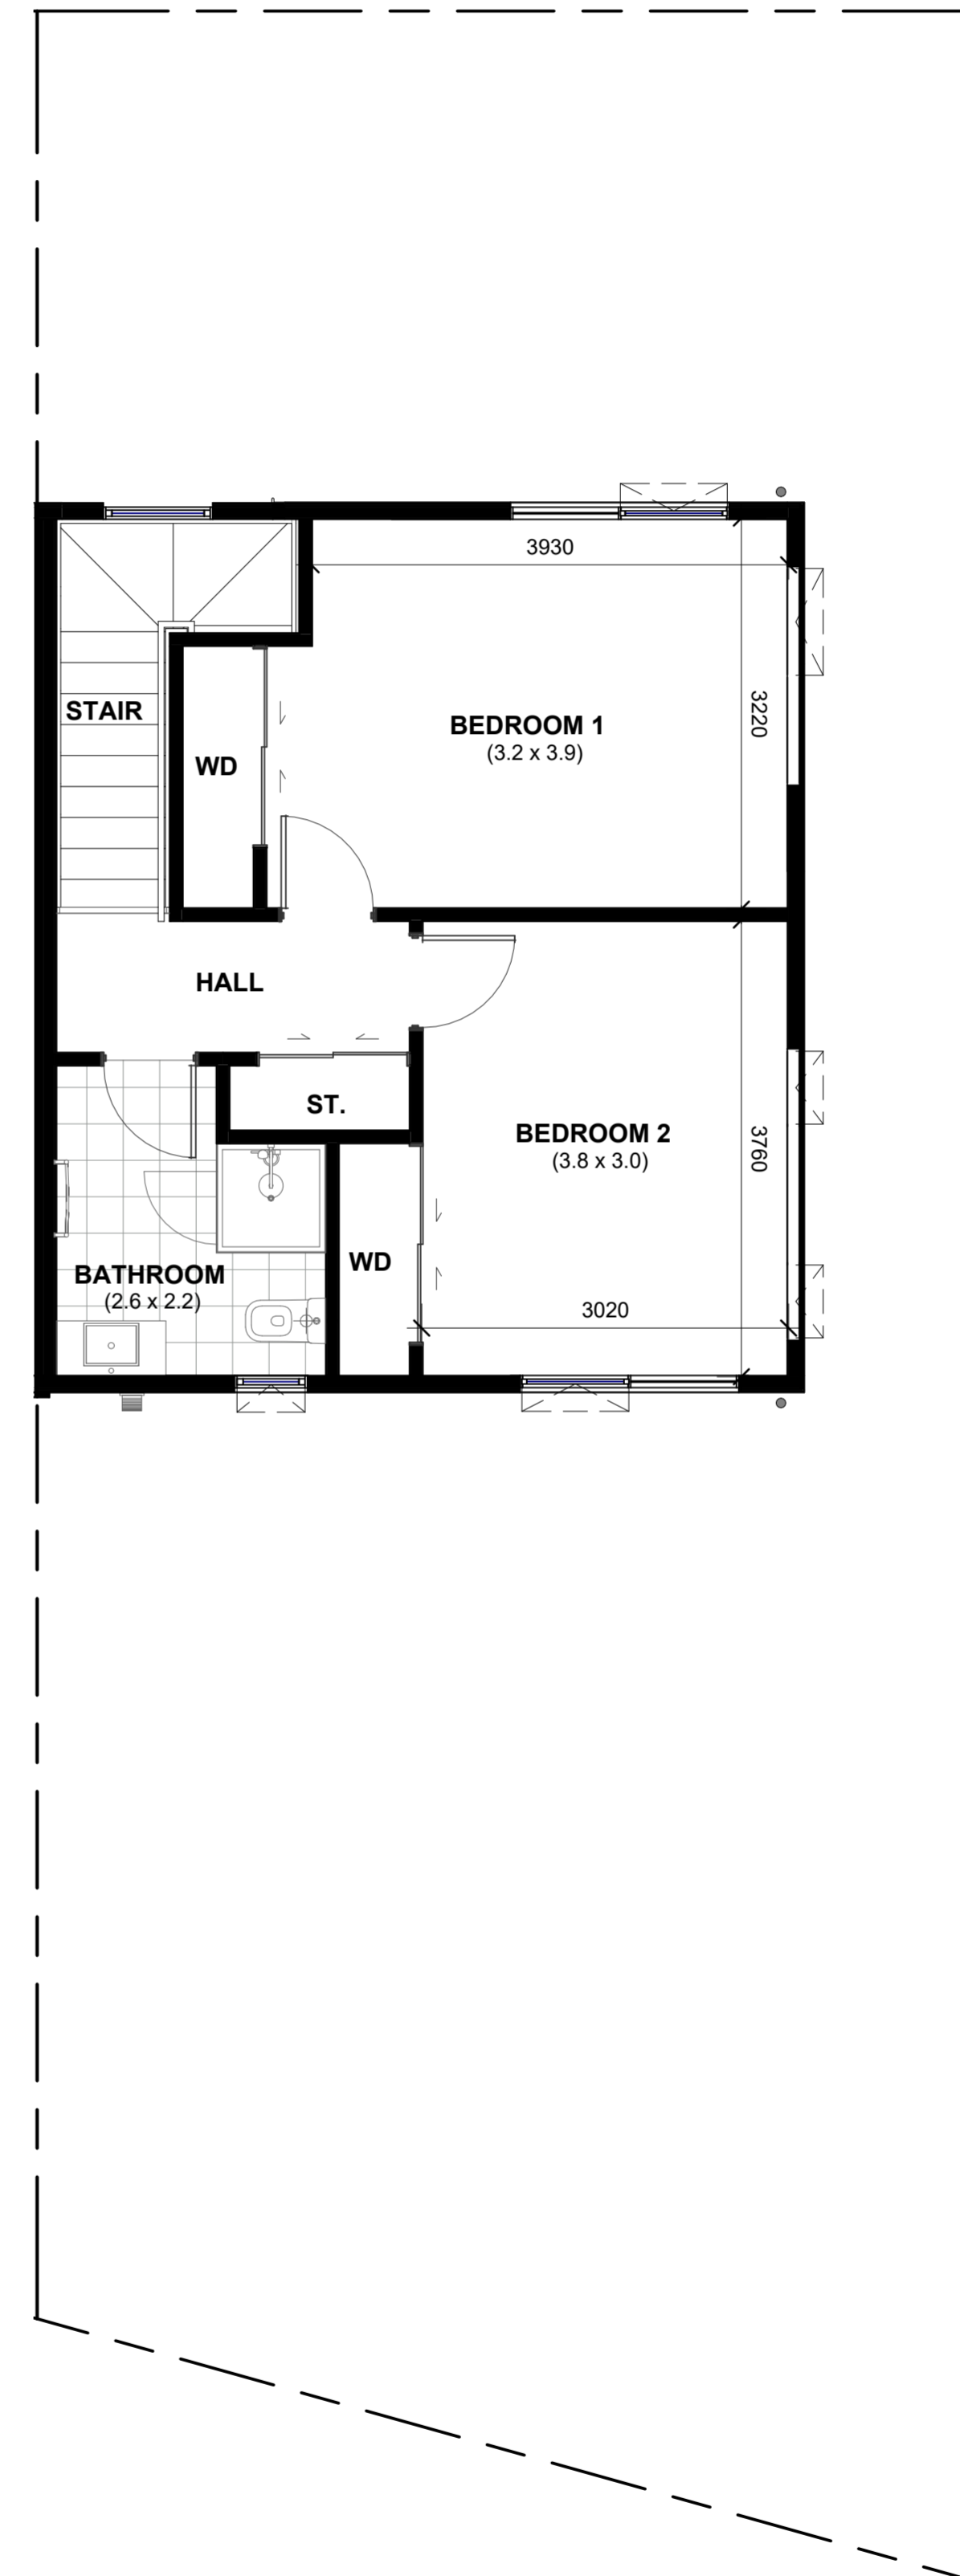 3930
STAIR
BEDROOM 1
(3.2 x 3.9)
3220
WD
HALL
ST.
BEDROOM 2
(3.8 x 3.0)
3760
WD
BATHROOM
(2.6 x 2.2)
3020